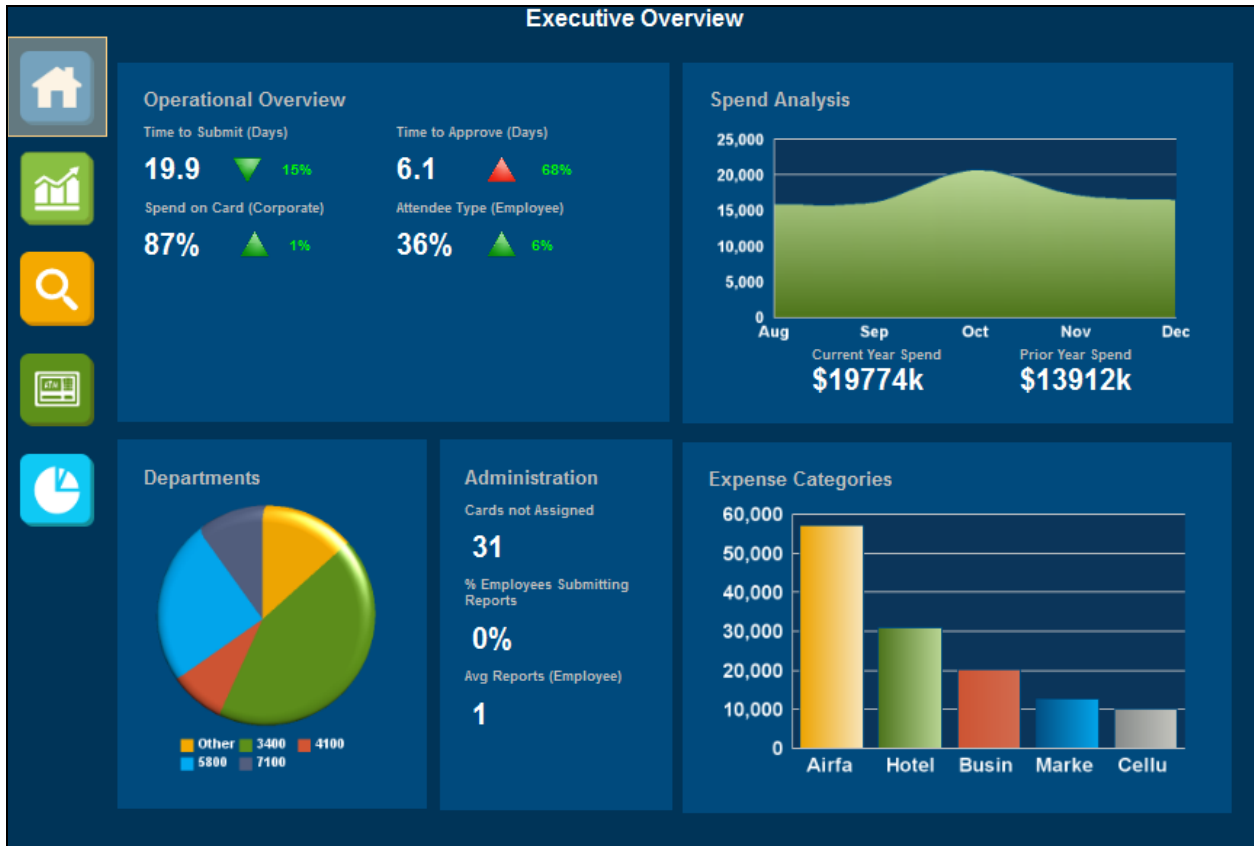 Executive Overview
Operational Overview
Time to Submit (Days)
19.9
15%
Time to Approve (Days)
6.1
68%
Spend on Card (Corporate)
87%
1%
Attendee Type (Employee)
36%
6%
Spend Analysis
25,000
20,000
15,000
10,000
5,000
0
Aug Sep Oct Nov Dec
Current Year Spend
$19774k
Prior Year Spend
$13912k
Departments
Other 3400 4100
5800 7100
Administration
Cards not Assigned
31
% Employees Submitting
Reports
0%
Avg Reports (Employee)
1
Expense Categories
60,000
50,000
40,000
30,000
20,000
10,000
0
Airfa Hotel Busin Marke Cellu